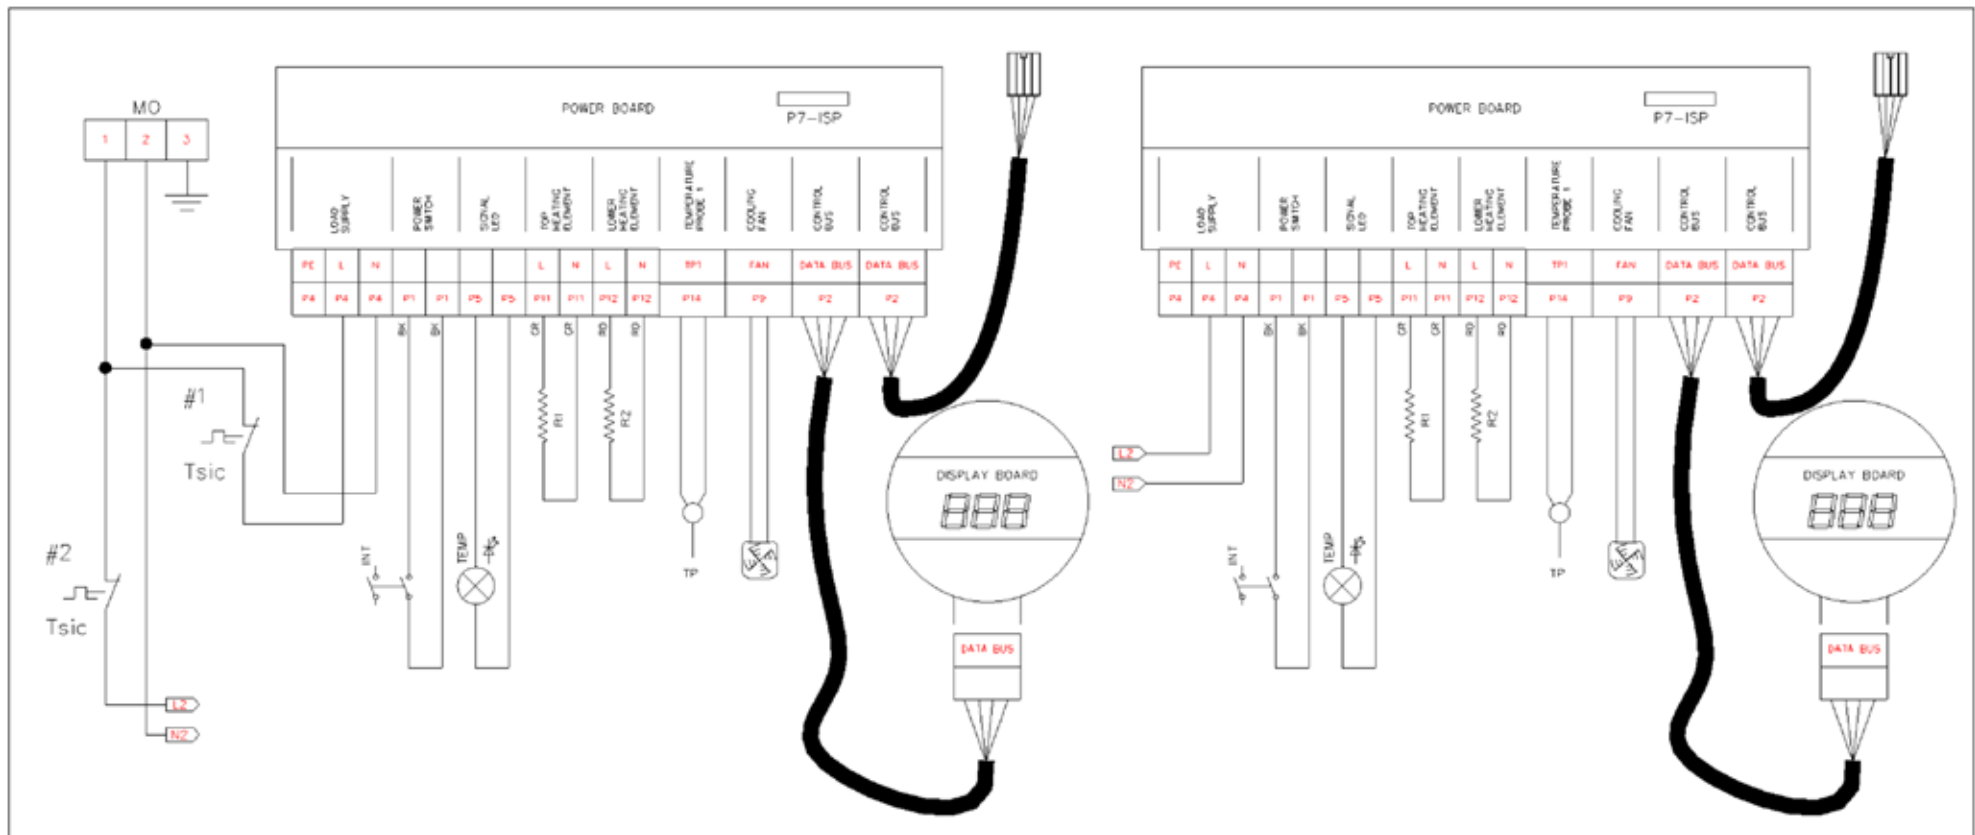 MO
1 2 3
POWER BOARD
P7-ISP
LOAD
SUPPLY
POWER
SWITCH
SIGNAL
LED
TOP
HEATING
ELEMENT
LOWER
HEATING
ELEMENT
TEMPERATURE
PROBE 1
COOLING
FAN
CONTROL
BUS
CONTROL
BUS
PE L N L N L N TP1 FAN DATA BUS DATA BUS
P4 P4 P4 P1 P1 P5 P5 P11 P11 P12 P12 P14 P9 P2 P2
BK BK GR GR RD RD
#1
Tsic
#2
Tsic
R1
R2
INT
TEMP
TP
DISPLAY BOARD
888
DATA BUS
L2
N2
POWER BOARD
P7-ISP
LOAD
SUPPLY
POWER
SWITCH
SIGNAL
LED
TOP
HEATING
ELEMENT
LOWER
HEATING
ELEMENT
TEMPERATURE
PROBE 1
COOLING
FAN
CONTROL
BUS
CONTROL
BUS
PE L N L N L N TP1 FAN DATA BUS DATA BUS
P4 P4 P4 P1 P1 P5 P5 P11 P11 P12 P12 P14 P9 P2 P2
BK BK GR GR RD RD
L2
N2
R1
R2
INT
TEMP
TP
DISPLAY BOARD
888
DATA BUS